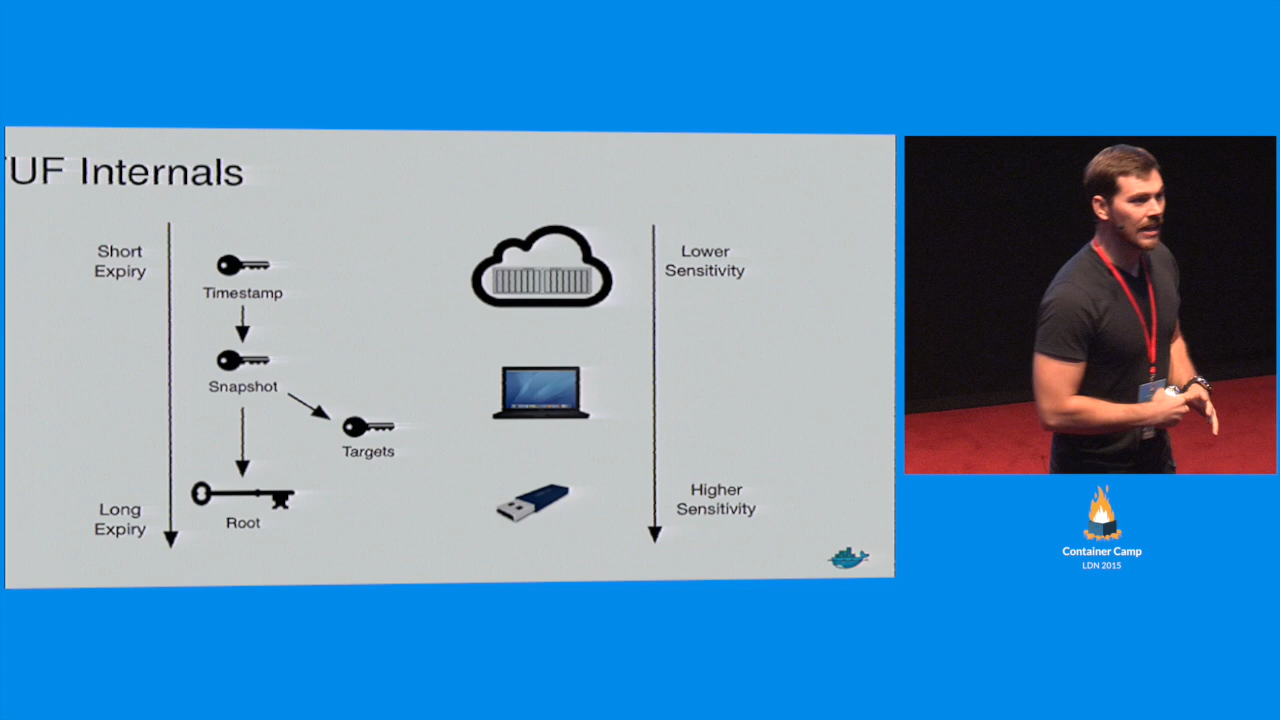 UF Internals
Short
Expiry
Timestamp
Snapshot
Targets
Root
Long
Expiry
Lower
Sensitivity
Higher
Sensitivity
Container Camp
LDN 2015